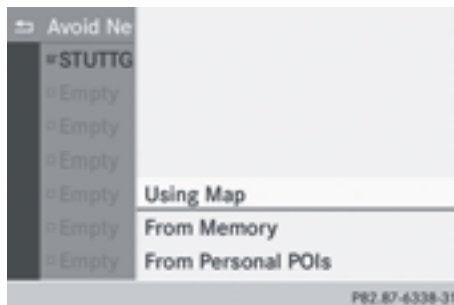 Avoid Ne
STUTTG
Empty
Empty
Empty
Empty
Empty
Empty
Using Map
From Memory
From Personal POIs
P82.87-6338-31